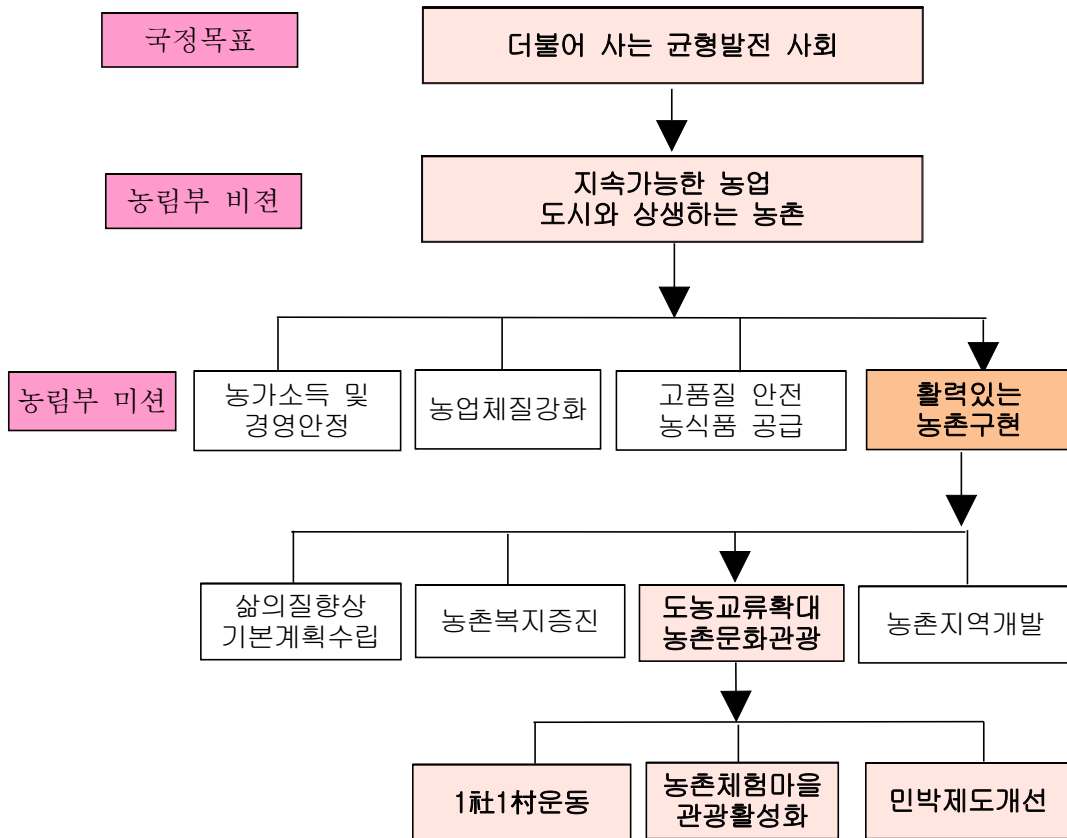 국정목표
더불어 사는 균형발전 사회
농림부 비젼
지속가능한 농업
도시와 상생하는 농촌
농림부 미션
농가소득 및
경영안정
농업체질강화
고품질 안전
농식품 공급
활력있는
농촌구현
삶의질향상
기본계획수립
농촌복지증진
도농교류확대
농촌문화관광
농촌지역개발
1社1村운동
농촌체험마을
관광활성화
민박제도개선